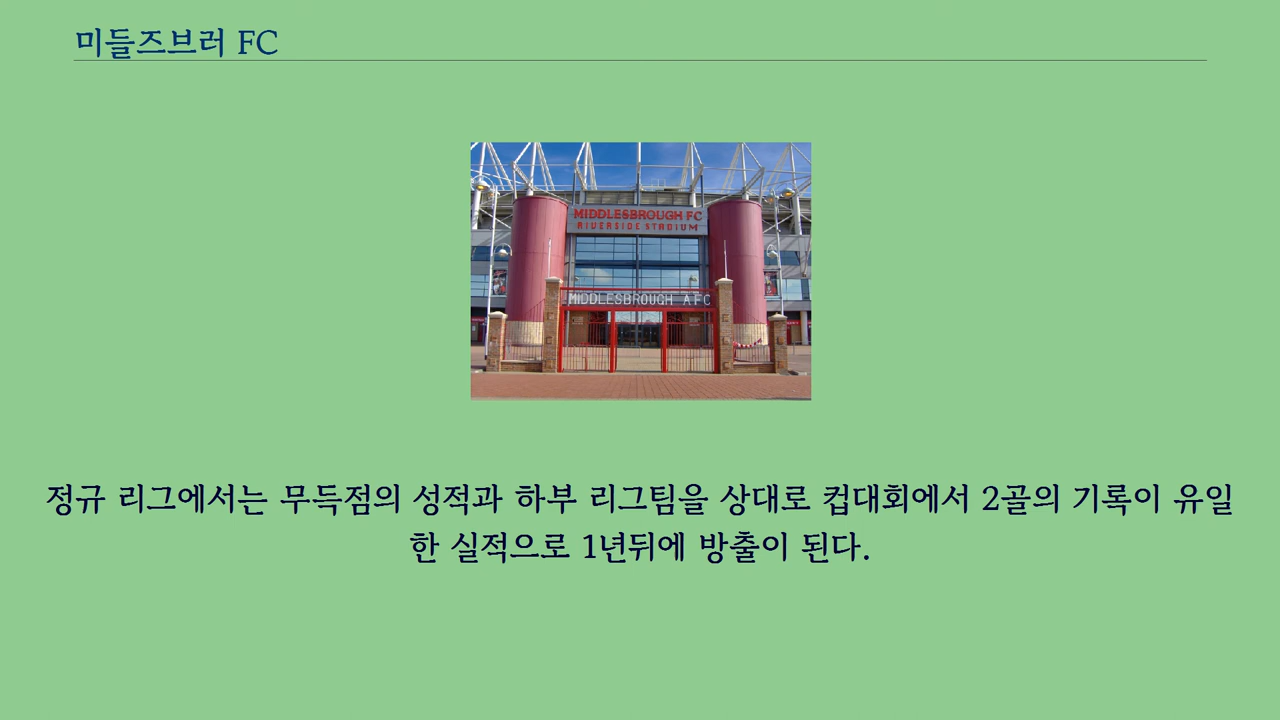 미들즈브러 FC
MIDDLESBROUGH FC
RIVERSIDE STADIUM
MIDDLESBROUGH AFC
정규 리그에서는 무득점의 성적과 하부 리그팀을 상대로 컵대회에서 2골의 기록이 유일
한 실적으로 1년뒤에 방출이 된다.